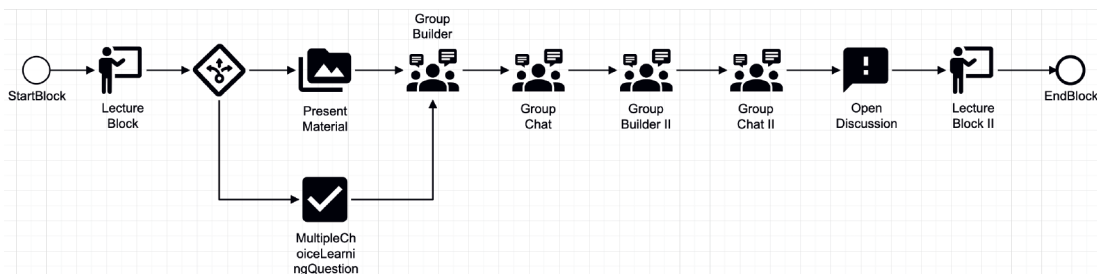 StartBlock
Lecture
Block
Present
Material
MultipleCh
oiceLearni
ngQuestion
Group
Builder
Group
Chat
Group
Builder II
Group
Chat II
Open
Discussion
Lecture
Block II
EndBlock